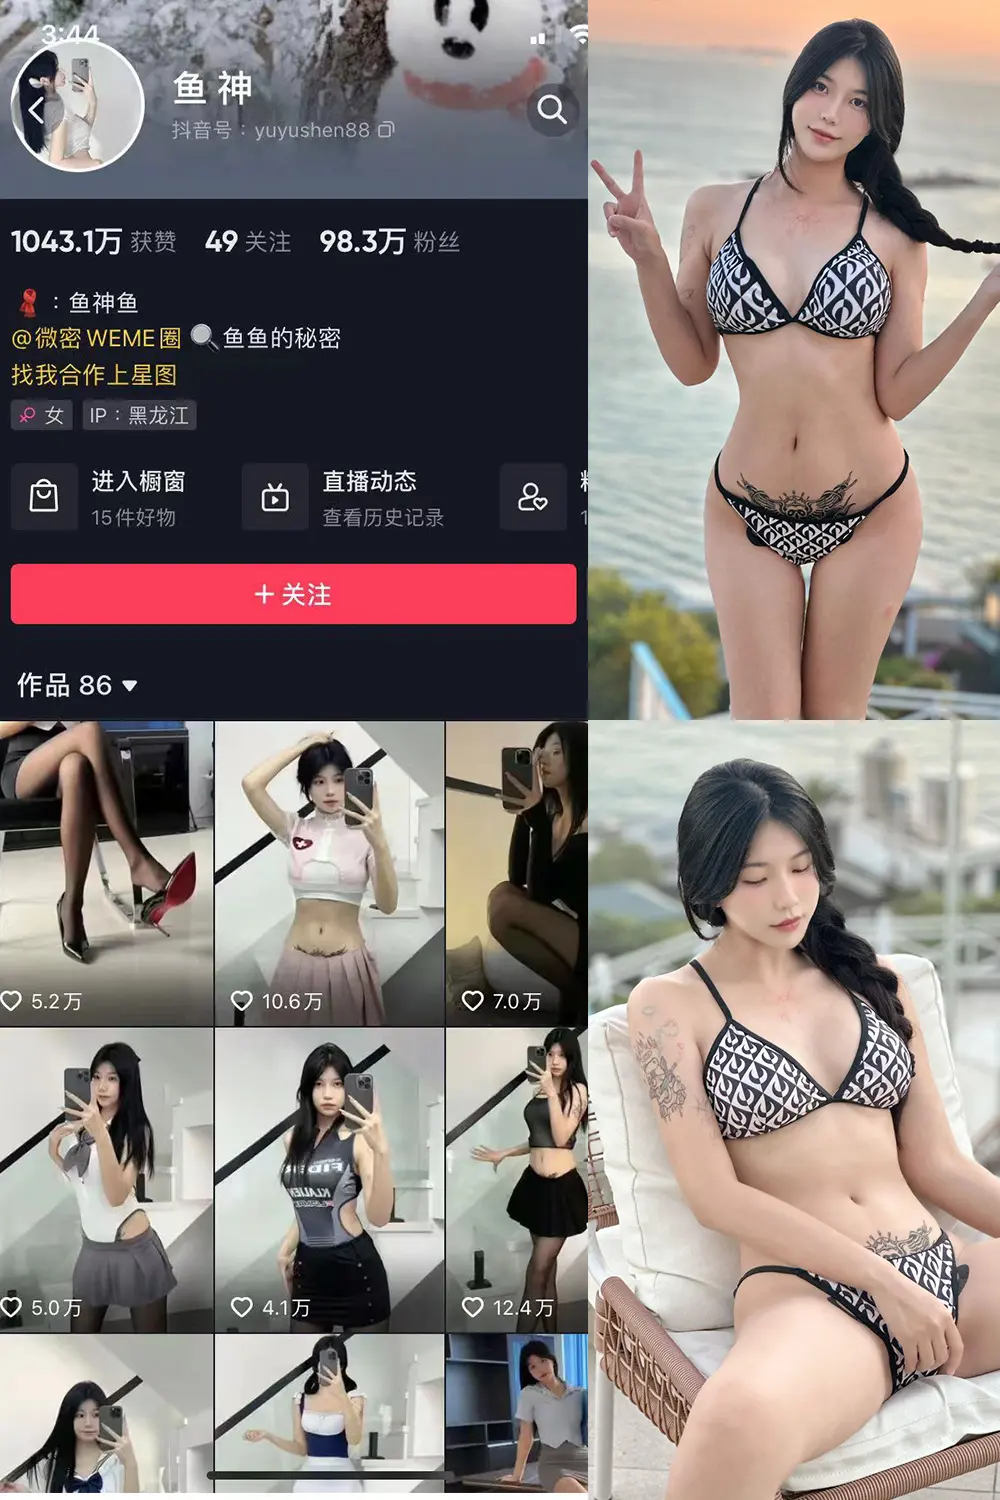 3:44
鱼 神
抖音号：yuyushen88
1043.1万 获赞 49 关注 98.3万 粉丝
：鱼神鱼
@微密 WEME圈 鱼鱼的秘密
找我合作上星图
女 IP：黑龙江
进入橱窗
15件好物
直播动态
查看历史记录
+ 关注
作品 86
5.2万
10.6万
7.0万
5.0万
4.1万
12.4万